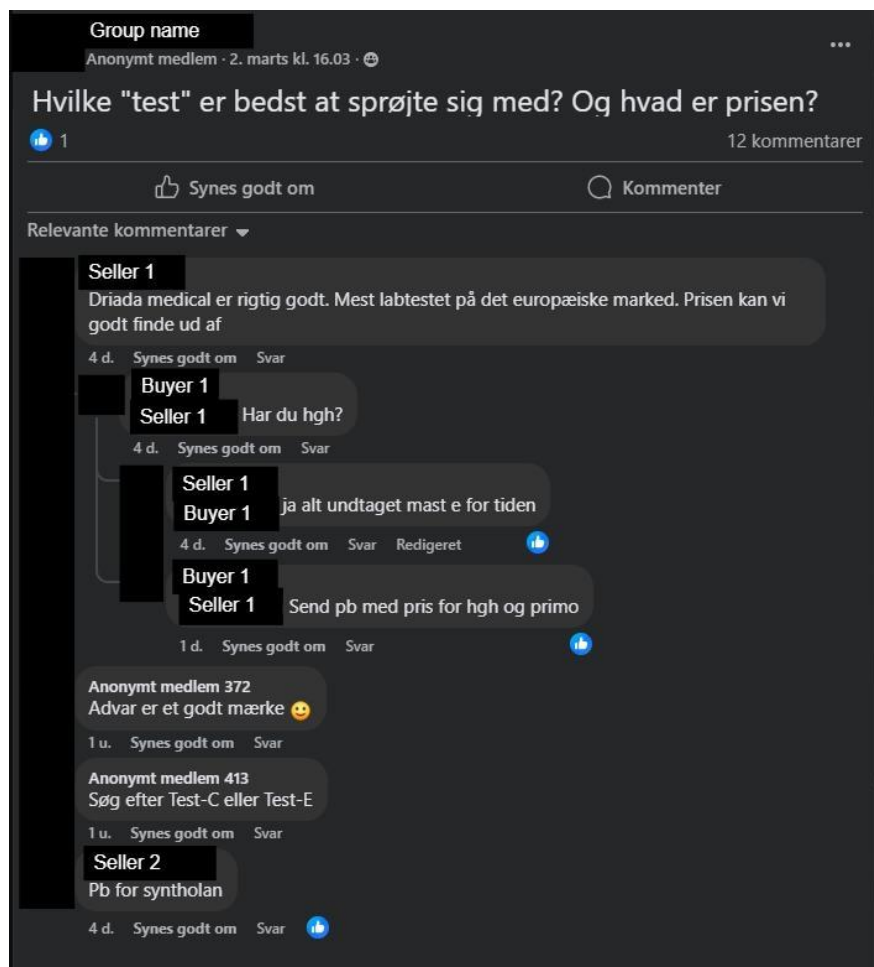 Group name
Anonymt medlem · 2. marts kl. 16.03 ·
Hvilke "test" er bedst at sprøjte sig med? Og hvad er prisen?
1
12 kommentarer
Synes godt om
Kommenter
Relevante kommentarer
Seller 1
Driada medical er rigtig godt. Mest labtestet på det europæiske marked. Prisen kan vi
godt finde ud af
4 d. Synes godt om Svar
Buyer 1
Seller 1 Har du hgh?
4 d. Synes godt om Svar
Seller 1
Buyer 1 ja alt undtaget mast e for tiden
4 d. Synes godt om Svar Redigeret
Buyer 1
Seller 1 Send pb med pris for hgh og primo
1 d. Synes godt om Svar
Anonymt medlem 372
Advar er et godt mærke 🙂
1 u. Synes godt om Svar
Anonymt medlem 413
Søg efter Test-C eller Test-E
1 u. Synes godt om Svar
Seller 2
Pb for syntholan
4 d. Synes godt om Svar